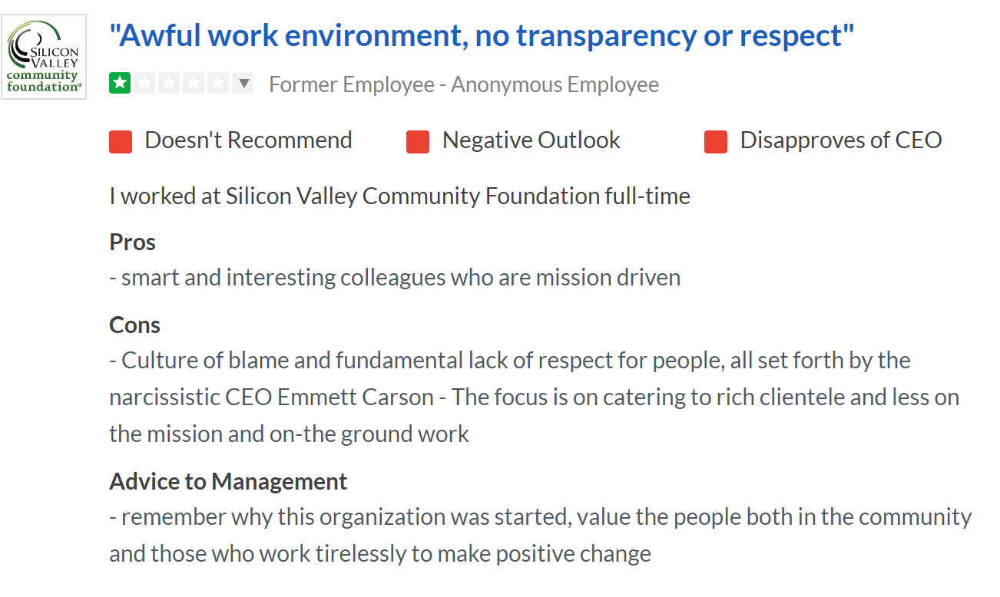 SILICON
VALLEY
community
foundation®
"Awful work environment, no transparency or respect"
Former Employee - Anonymous Employee
Doesn't Recommend Negative Outlook Disapproves of CEO
I worked at Silicon Valley Community Foundation full-time
Pros
- smart and interesting colleagues who are mission driven
Cons
- Culture of blame and fundamental lack of respect for people, all set forth by the
narcissistic CEO Emmett Carson - The focus is on catering to rich clientele and less on
the mission and on-the ground work
Advice to Management
- remember why this organization was started, value the people both in the community
and those who work tirelessly to make positive change